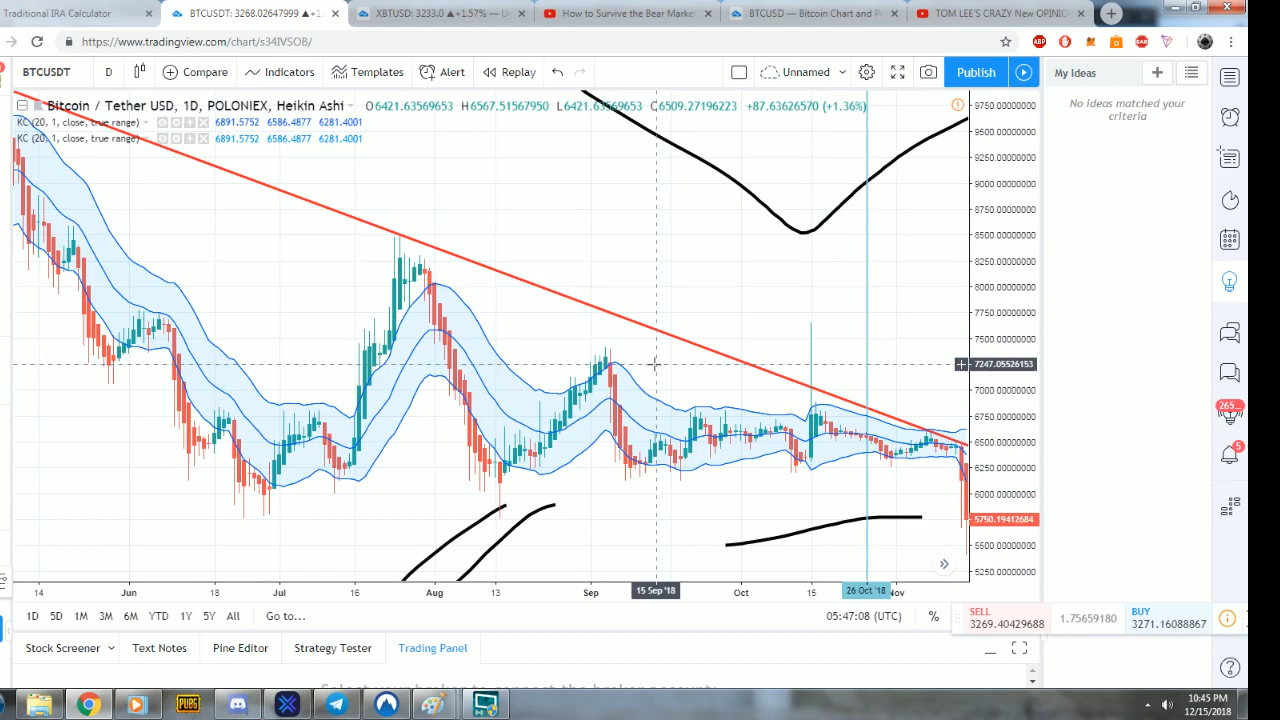 Traditional IRA Calculator
BTCUSDT: 3268.02647999 ▲+1.
XBTUSD: 3233.0 ▲+1.57% — U
How to Survive the Bear Market
BTCUSD — Bitcoin Chart and P
TOM LEE'S CRAZY New OPINION
https://www.tradingview.com/chart/s34IVSOB/
ABP
BTCUSDT
D
Compare
Indicators
Templates
Alert
Replay
Unnamed
Publish
My Ideas
Bitcoin / Tether USD, 1D, POLONIEX, Heikin Ashi
O6421.63569653 H6567.51567950 L6421.63569653 C6509.27196223 +87.63626570 (+1.36%)
KC (20, 1, close, true range) 6891.5752 6586.4877 6281.4001
KC (20, 1, close, true range) 6891.5752 6586.4877 6281.4001
No ideas matched your
criteria
9750.00000000
9500.00000000
9250.00000000
9000.00000000
8750.00000000
8500.00000000
8250.00000000
8000.00000000
7750.00000000
7500.00000000
7247.05526153
7000.00000000
6750.00000000
6500.00000000
6250.00000000
6000.00000000
5750.19412684
5500.00000000
5250.00000000
265...
5
14
Jun
18
Jul
16
Aug
13
Sep
15 Sep '18
Oct
15
26 Oct '18
Nov
1D 5D 1M 3M 6M YTD 1Y 5Y All Go to...
05:47:08 (UTC)
%
SELL
3269.40429688
1.75659180
BUY
3271.16088867
Stock Screener
Text Notes
Pine Editor
Strategy Tester
Trading Panel
PUBG
10:45 PM
12/15/2018